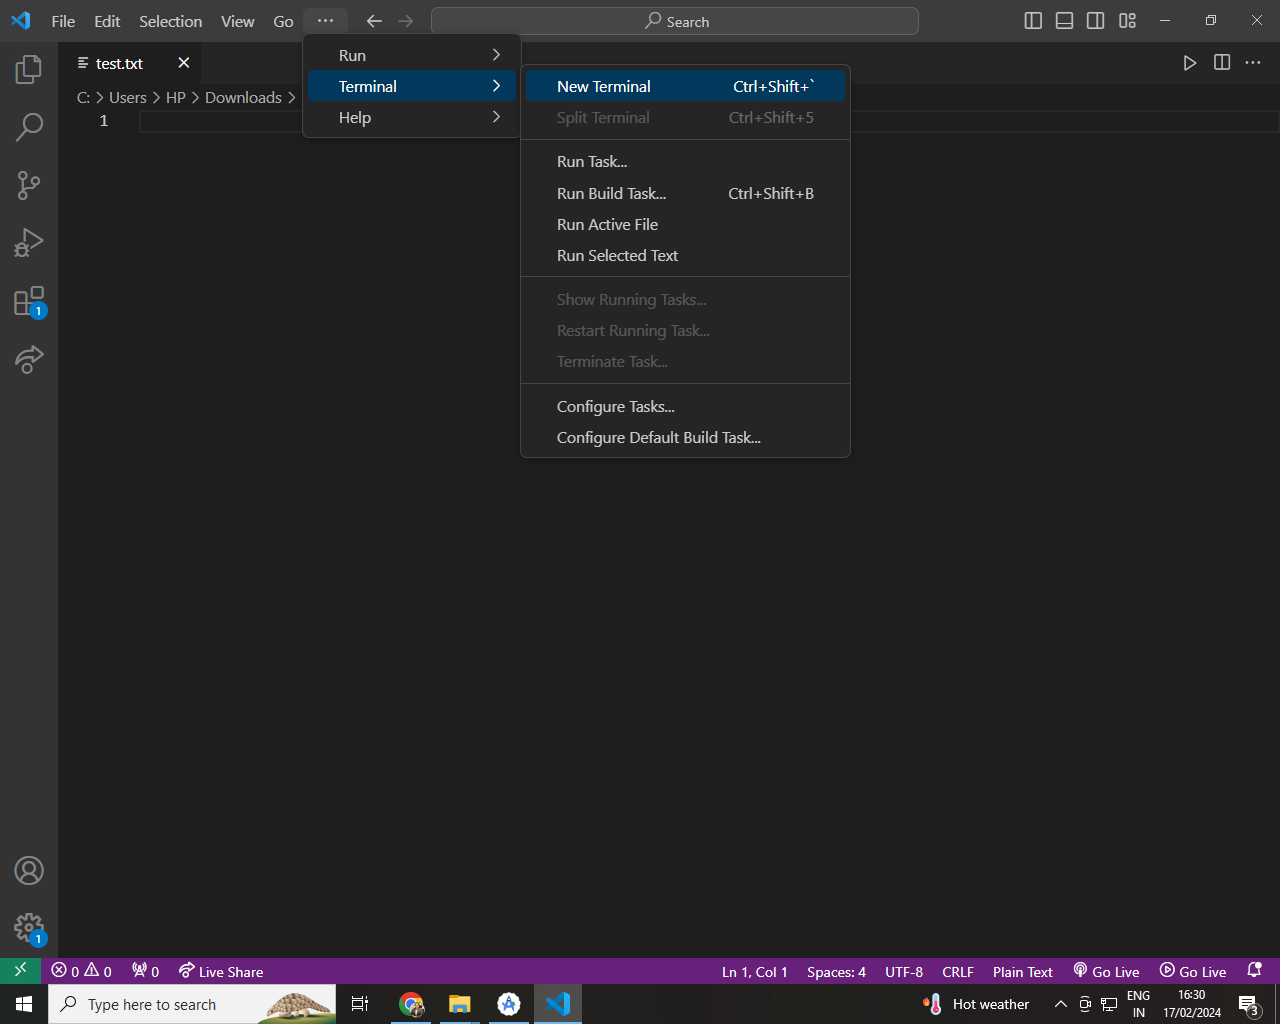 File Edit Selection View Go ··· Search
test.txt
C: > Users > HP > Downloads >
1
Run
Terminal
Help
New Terminal Ctrl+Shift+`
Split Terminal Ctrl+Shift+5
Run Task...
Run Build Task... Ctrl+Shift+B
Run Active File
Run Selected Text
Show Running Tasks...
Restart Running Task...
Terminate Task...
Configure Tasks...
Configure Default Build Task...
1
1
0 0 0 Live Share Ln 1, Col 1 Spaces: 4 UTF-8 CRLF Plain Text Go Live Go Live
Type here to search Hot weather ENG IN 16:30 17/02/2024 3